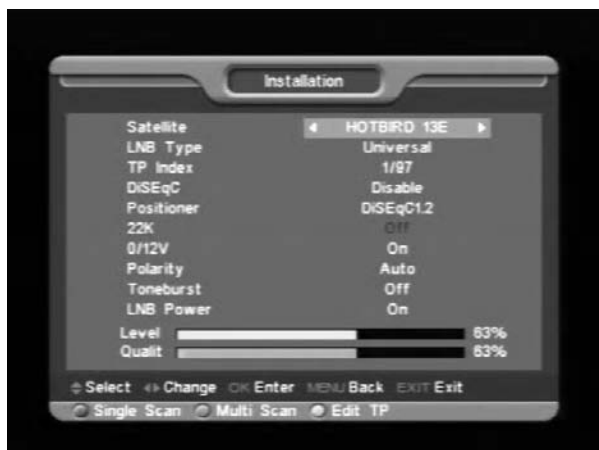 Installation
Satellite HOTBIRD 13E
LNB Type Universal
TP Index 1/97
DiSEqC Disable
Positioner DiSEqC1.2
22K Off
0/12V On
Polarity Auto
Toneburst Off
LNB Power On
Level 63%
Qualit 63%
Select Change OK Enter MENU Back EXIT Exit
Single Scan Multi Scan Edit TP